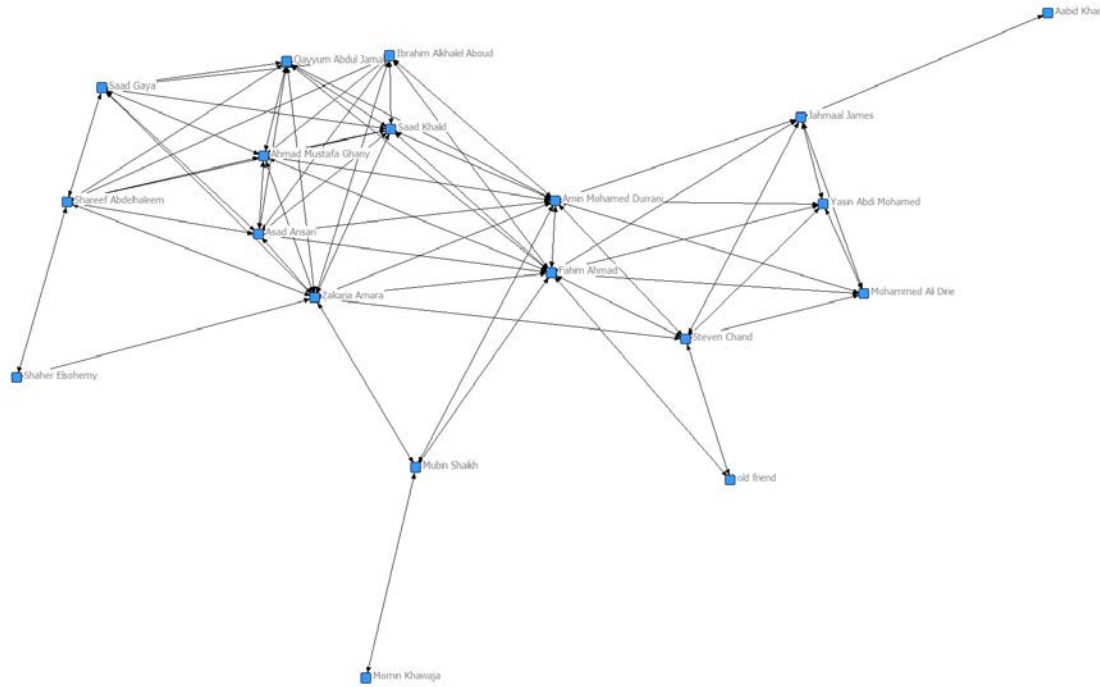 Aabid Khan
Qayyum Abdul Jamal
Ibrahim Alkhalel Aboud
Saad Gaya
Jahmaal James
Saad Khalid
Ahmad Mustafa Ghany
Shareef Abdelhaleem
Amin Mohamed Durrani
Yasin Abdi Mohamed
Asad Ansari
Fahim Ahmad
Zakaria Amara
Mohammed Ali Dirie
Steven Chand
Shaher Elsohemy
Mubin Shaikh
old friend
Momin Khawaja